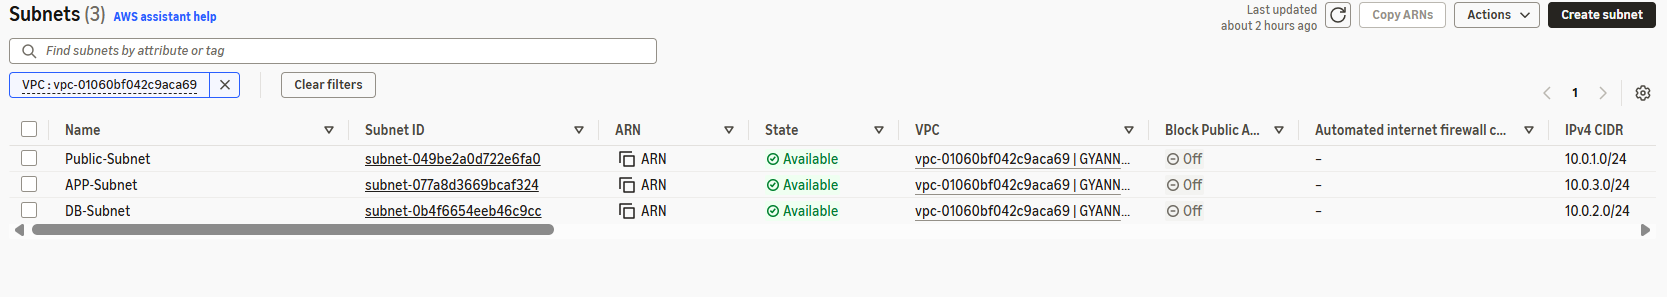 Subnets (3) AWS assistant help
Last updated
about 2 hours ago
Copy ARNs Actions Create subnet
Find subnets by attribute or tag
VPC : vpc-01060bf042c9aca69 Clear filters
1
Name Subnet ID ARN State VPC Block Public A... Automated internet firewall c... IPv4 CIDR
Public-Subnet subnet-049be2a0d722e6fa0 ARN Available vpc-01060bf042c9aca69 | GYANN... Off – 10.0.1.0/24
APP-Subnet subnet-077a8d3669bcaf324 ARN Available vpc-01060bf042c9aca69 | GYANN... Off – 10.0.3.0/24
DB-Subnet subnet-0b4f6654eeb46c9cc ARN Available vpc-01060bf042c9aca69 | GYANN... Off – 10.0.2.0/24